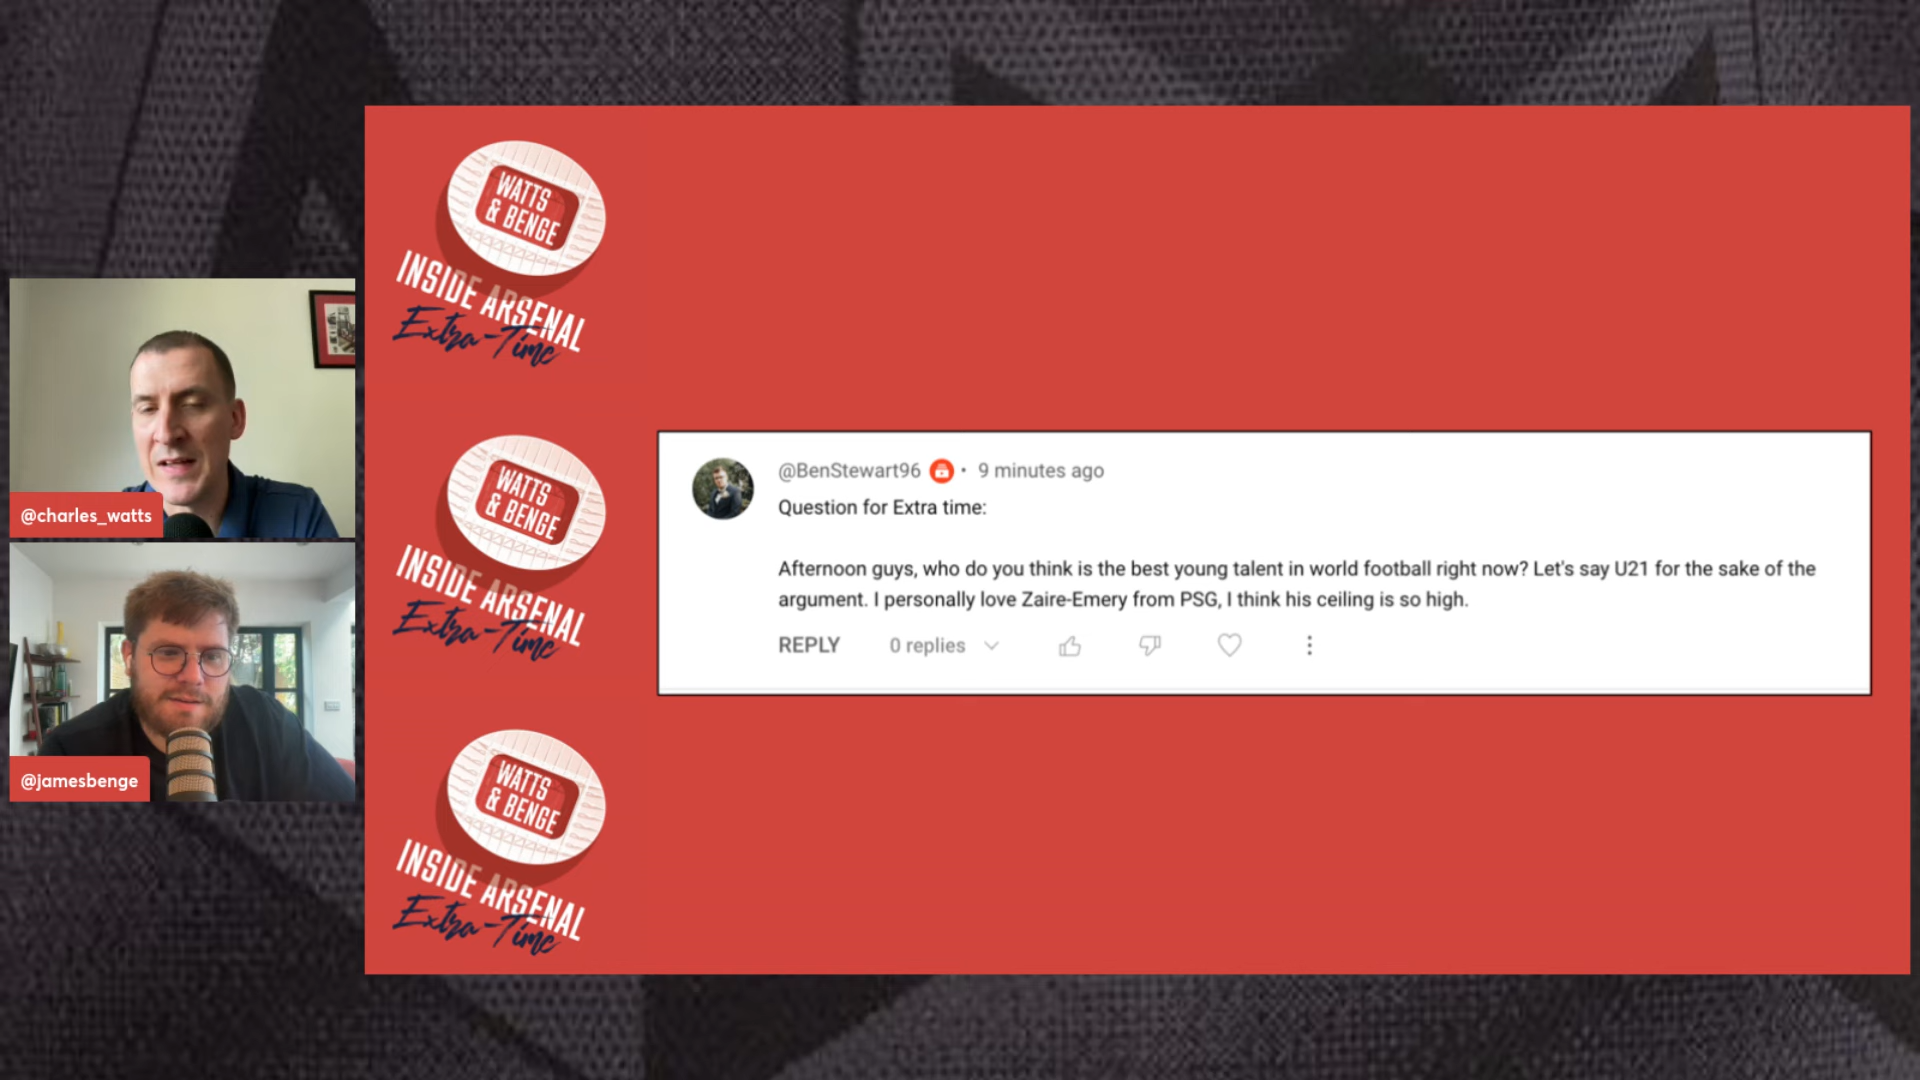 WATTS
& BENGE
INSIDE ARSENAL
Extra-Time
@charles_watts
@jamesbenge
WATTS
& BENGE
INSIDE ARSENAL
Extra-Time
@BenStewart96 • 9 minutes ago
Question for Extra time:
Afternoon guys, who do you think is the best young talent in world football right now? Let's say U21 for the sake of the
argument. I personally love Zaire-Emery from PSG, I think his ceiling is so high.
REPLY 0 replies
WATTS
& BENGE
INSIDE ARSENAL
Extra-Time